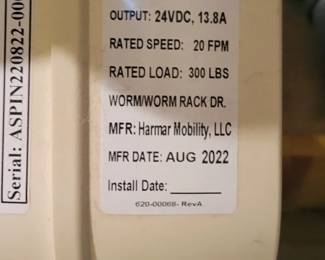 OUTPUT: 24VDC, 13.8A
RATED SPEED: 20 FPM
RATED LOAD: 300 LBS
WORM/WORM RACK DR.
MFR: Harmar Mobility, LLC
MFR DATE: AUG 2022
Install Date: ________
620-00068- RevA
Serial: ASPIN220822-00